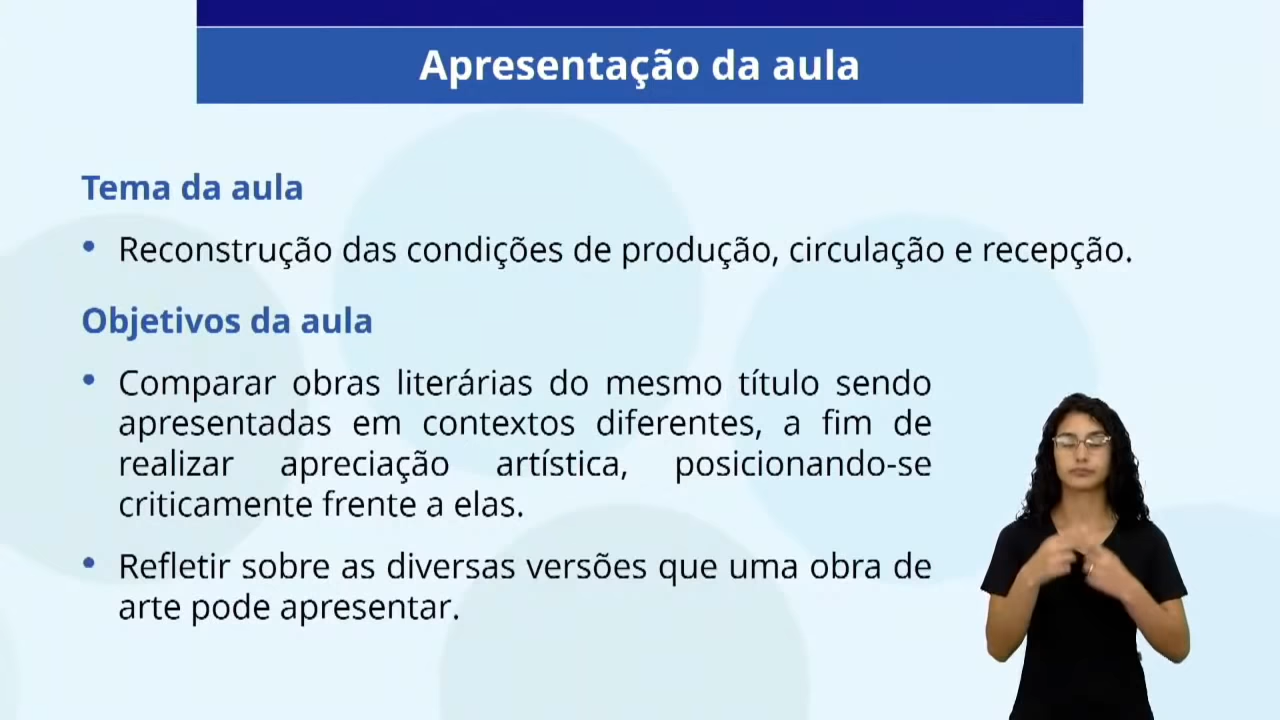 Apresentação da aula
Tema da aula
• Reconstrução das condições de produção, circulação e recepção.
Objetivos da aula
• Comparar obras literárias do mesmo título sendo
apresentadas em contextos diferentes, a fim de
realizar apreciação artística, posicionando-se
criticamente frente a elas.
• Refletir sobre as diversas versões que uma obra de
arte pode apresentar.